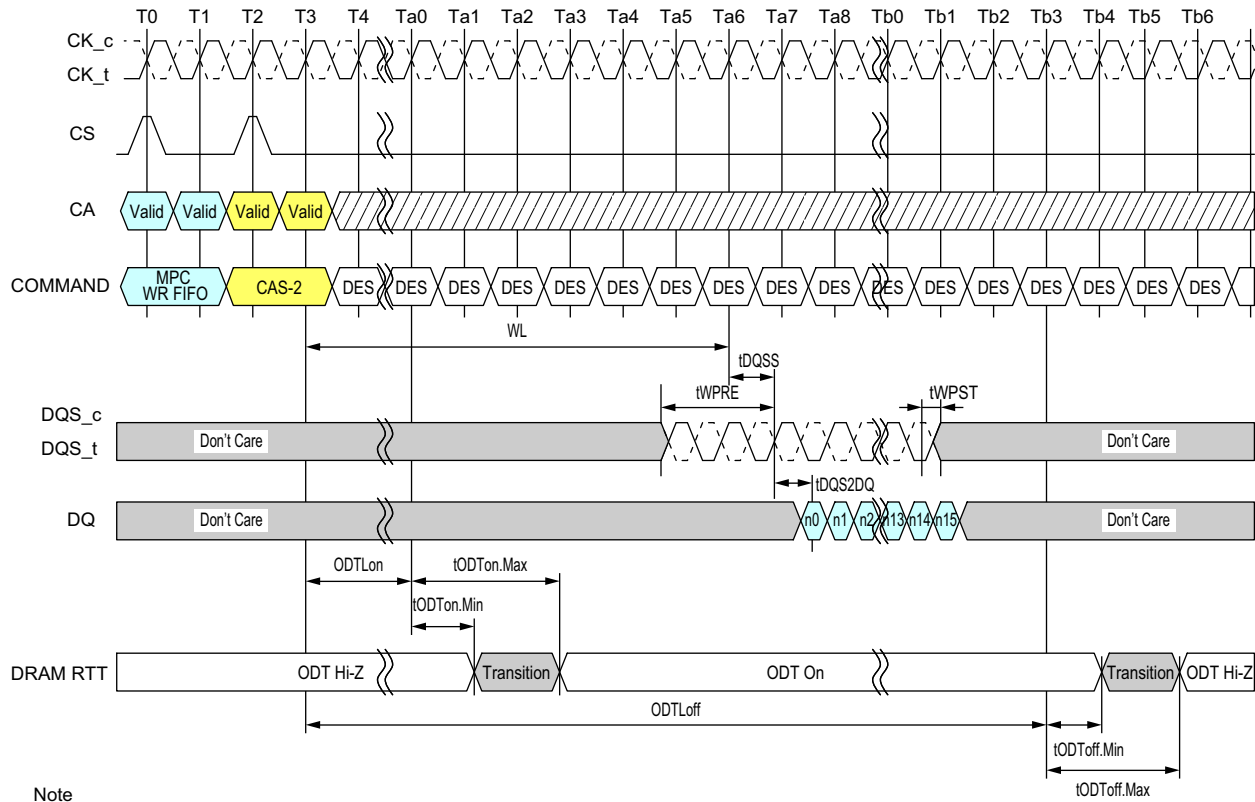 T0 T1 T2 T3 T4 Ta0 Ta1 Ta2 Ta3 Ta4 Ta5 Ta6 Ta7 Ta8 Tb0 Tb1 Tb2 Tb3 Tb4 Tb5 Tb6
CK_c
CK_t
CS
CA Valid Valid Valid Valid
COMMAND MPC WR FIFO CAS-2 DES DES DES DES DES DES DES DES DES DES DES DES DES DES DES DES DES
WL
tDQSS
tWPRE tWPST
DQS_c
DQS_t Don't Care Don't Care
tDQS2DQ
DQ Don't Care n0 n1 n2 n13 n14 n15 Don't Care
ODTLon tODTon.Max
tODTon.Min
DRAM RTT ODT Hi-Z Transition ODT On Transition ODT Hi-Z
ODTLoff
tODToff.Min
tODToff.Max
Note